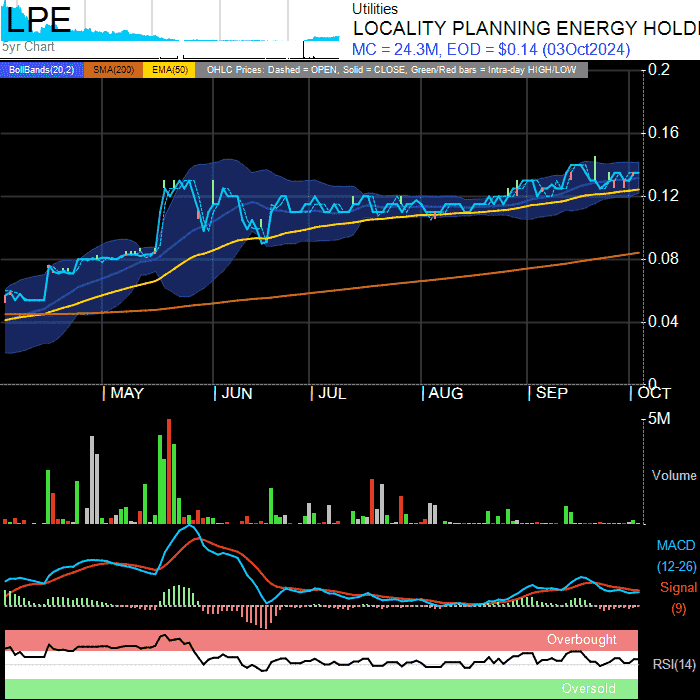 LPE
5yr Chart
Utilities
LOCALITY PLANNING ENERGY HOLDI
MC = 24.3M, EOD = $0.14 (03Oct2024)
BollBands(20,2) SMA(200) EMA(50) OHLC Prices: Dashed = OPEN, Solid = CLOSE, Green/Red bars = Intra-day HIGH/LOW
0.2
0.16
0.12
0.08
0.04
0
MAY JUN JUL AUG SEP OCT
5M
Volume
MACD
(12-26)
Signal
(9)
Overbought
RSI(14)
Oversold